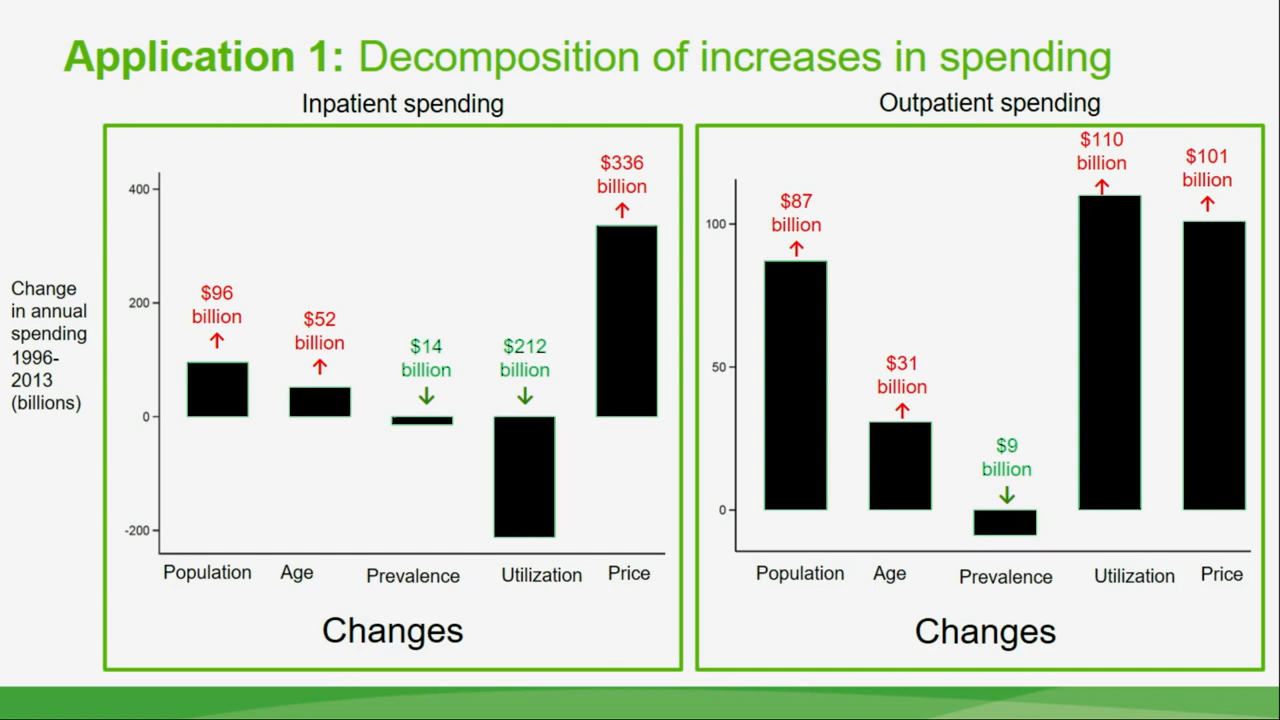 Application 1: Decomposition of increases in spending
Inpatient spending
Change
in annual
spending
1996-
2013
(billions)
400
200
0
-200
$96
billion
$52
billion
$14
billion
$212
billion
$336
billion
Population Age Prevalence Utilization Price
Changes
Outpatient spending
100
50
0
$87
billion
$31
billion
$9
billion
$110
billion
$101
billion
Population Age Prevalence Utilization Price
Changes